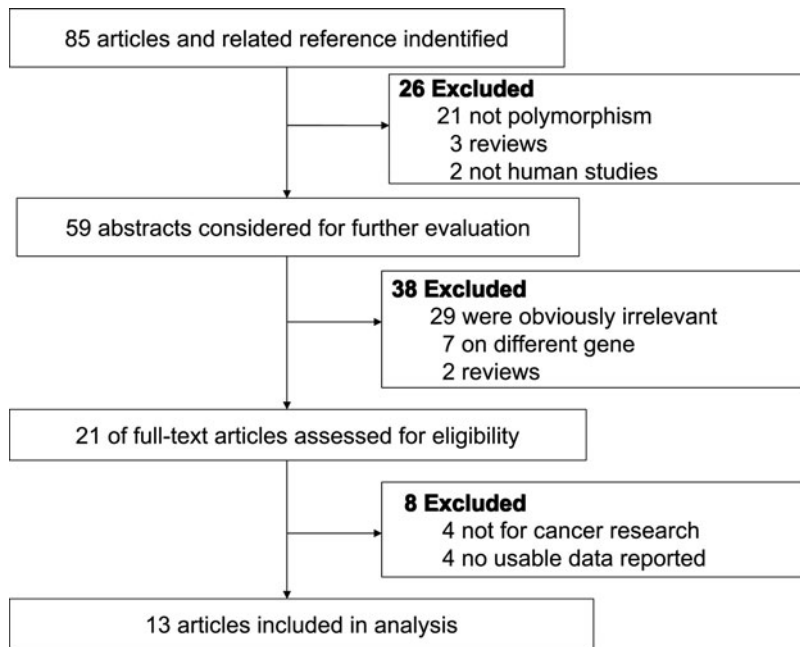 85 articles and related reference indentified
26 Excluded
21 not polymorphism
3 reviews
2 not human studies
59 abstracts considered for further evaluation
38 Excluded
29 were obviously irrelevant
7 on different gene
2 reviews
21 of full-text articles assessed for eligibility
8 Excluded
4 not for cancer research
4 no usable data reported
13 articles included in analysis